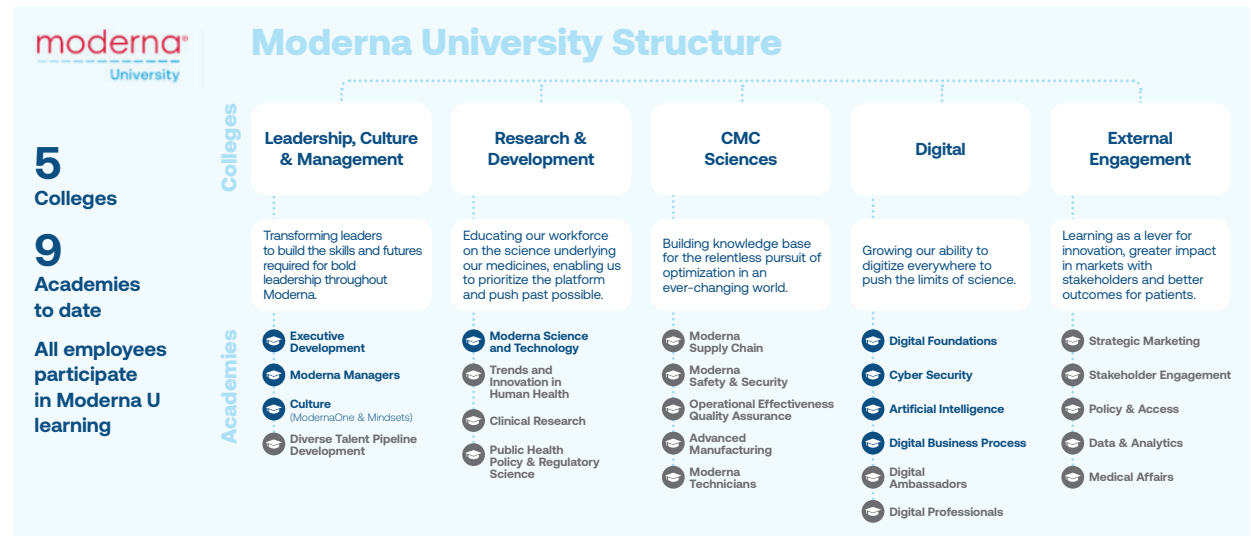 moderna®
University
Moderna University Structure
5
Colleges
9
Academies
to date
All employees
participate
in Moderna U
learning
Colleges
Leadership, Culture
& Management
Research &
Development
CMC
Sciences
Digital
External
Engagement
Transforming leaders
to build the skills and futures
required for bold
leadership throughout
Moderna.
Educating our workforce
on the science underlying
our medicines, enabling us
to prioritize the platform
and push past possible.
Building knowledge base
for the relentless pursuit of
optimization in an
ever-changing world.
Growing our ability to
digitize everywhere to
push the limits of science.
Learning as a lever for
innovation, greater impact
in markets with
stakeholders and better
outcomes for patients.
Academies
Executive
Development
Moderna Managers
Culture
(ModernaOne & Mindsets)
Diverse Talent Pipeline
Development
Moderna Science
and Technology
Trends and
Innovation in
Human Health
Clinical Research
Public Health
Policy & Regulatory
Science
Moderna
Supply Chain
Moderna
Safety & Security
Operational Effectiveness
Quality Assurance
Advanced
Manufacturing
Moderna
Technicians
Digital Foundations
Cyber Security
Artificial Intelligence
Digital Business Process
Digital
Ambassadors
Digital Professionals
Strategic Marketing
Stakeholder Engagement
Policy & Access
Data & Analytics
Medical Affairs